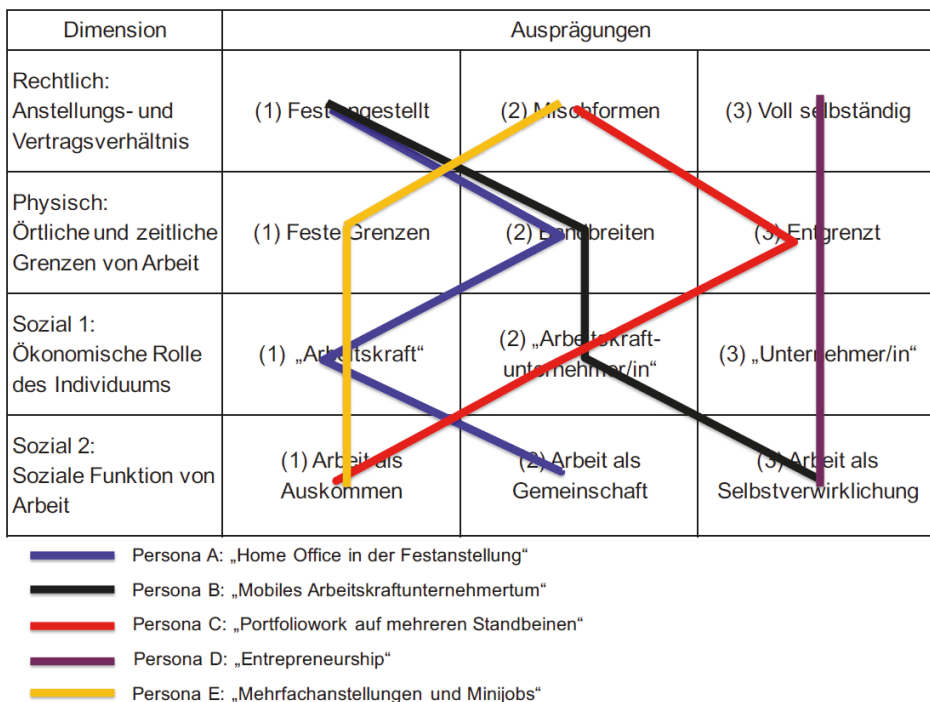 Dimension
Ausprägungen
Rechtlich:
Anstellungs- und
Vertragsverhältnis
(1) Festangestellt
(2) Mischformen
(3) Voll selbständig
Physisch:
Örtliche und zeitliche
Grenzen von Arbeit
(1) Feste Grenzen
(2) Bandbreiten
(3) Entgrenzt
Sozial 1:
Ökonomische Rolle
des Individuums
(1) „Arbeitskraft“
(2) „Arbeitskraft-
unternehmer/in“
(3) „Unternehmer/in“
Sozial 2:
Soziale Funktion von
Arbeit
(1) Arbeit als
Auskommen
(2) Arbeit als
Gemeinschaft
(3) Arbeit als
Selbstverwirklichung
Persona A: „Home Office in der Festanstellung“
Persona B: „Mobiles Arbeitskraftunternehmertum“
Persona C: „Portfoliowork auf mehreren Standbeinen“
Persona D: „Entrepreneurship“
Persona E: „Mehrfachanstellungen und Minijobs“